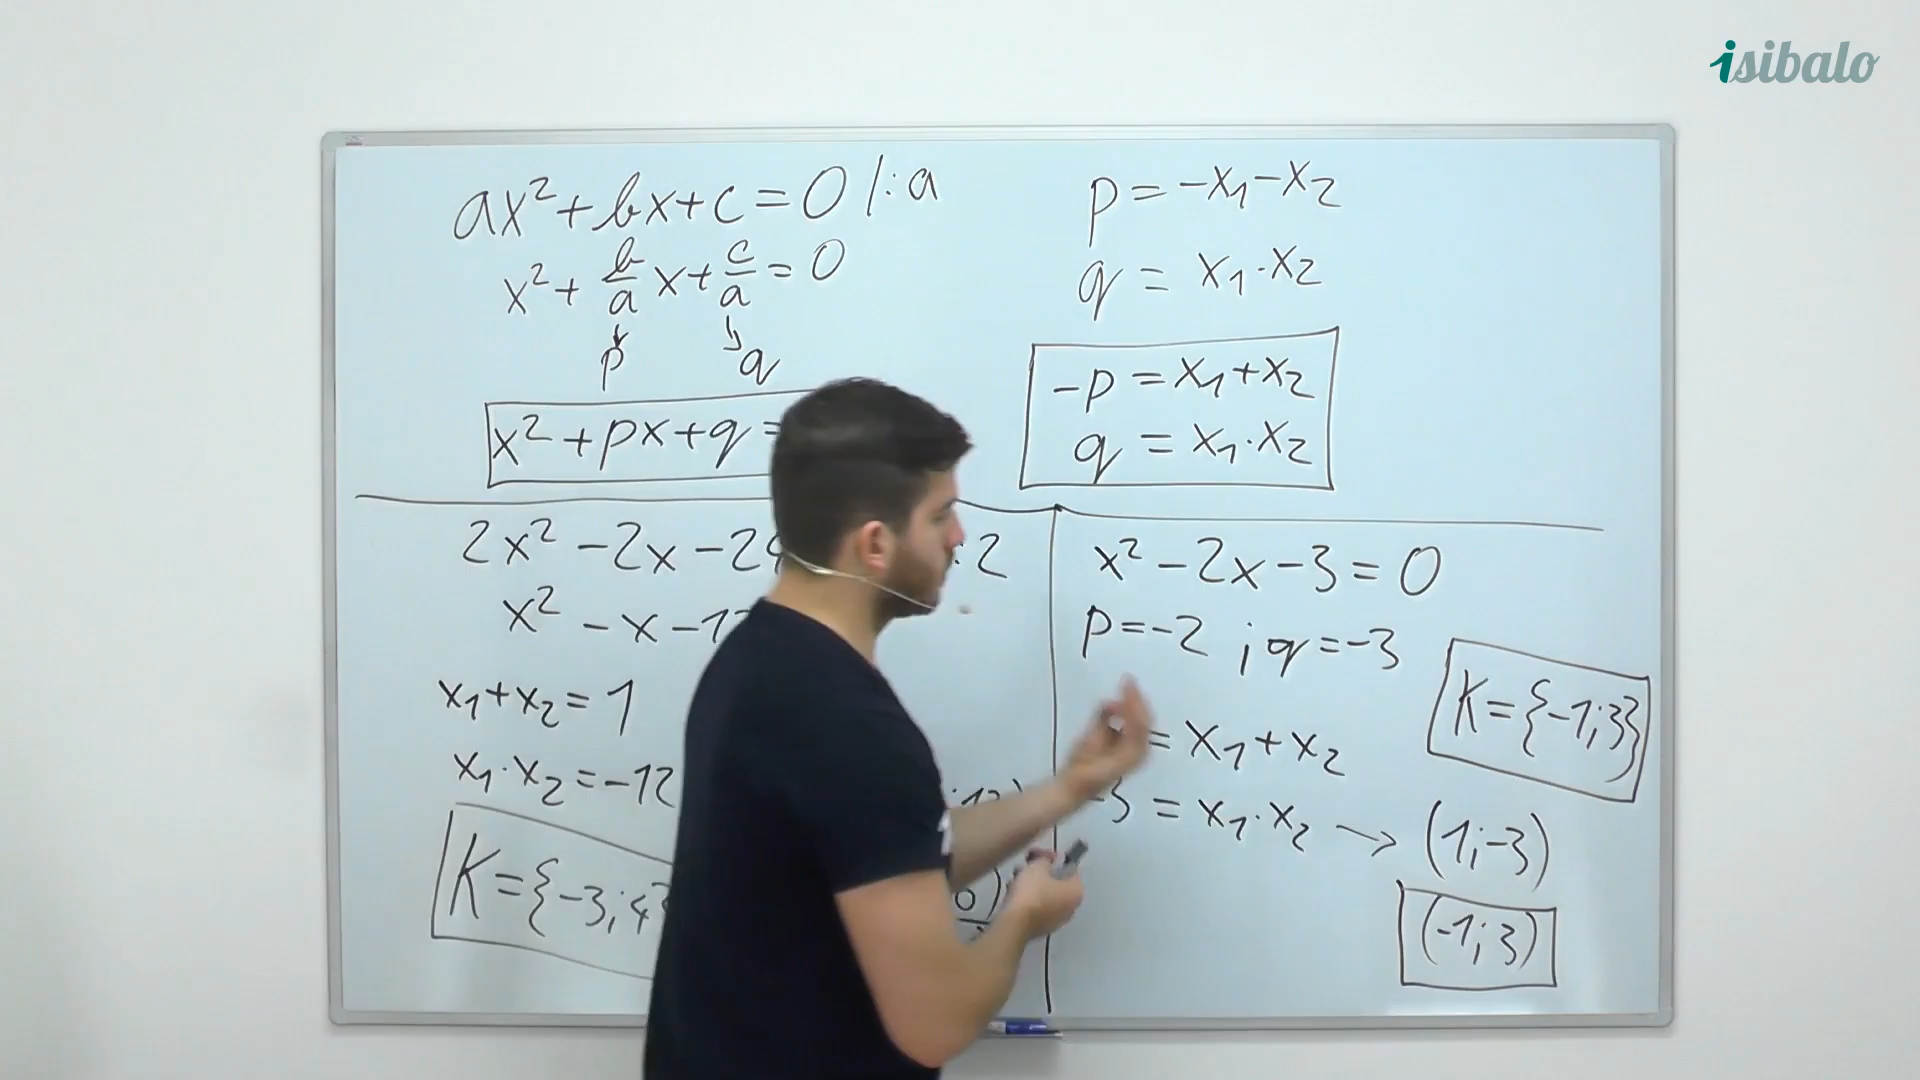 isibalo
ax² + bx + c = 0 /:a
x² + b/a x + c/a = 0
p q
x² + px + q =
p = -x₁ - x₂
q = x₁·x₂
-p = x₁ + x₂
q = x₁·x₂
2x² - 2x - 2 :2
x² - x - 1
x₁ + x₂ = 1
x₁·x₂ = -12
K = {-3; 4
x² - 2x - 3 = 0
p = -2 ; q = -3
= x₁ + x₂
-3 = x₁·x₂ → (1; -3)
(-1; 3)
K = {-1; 3}